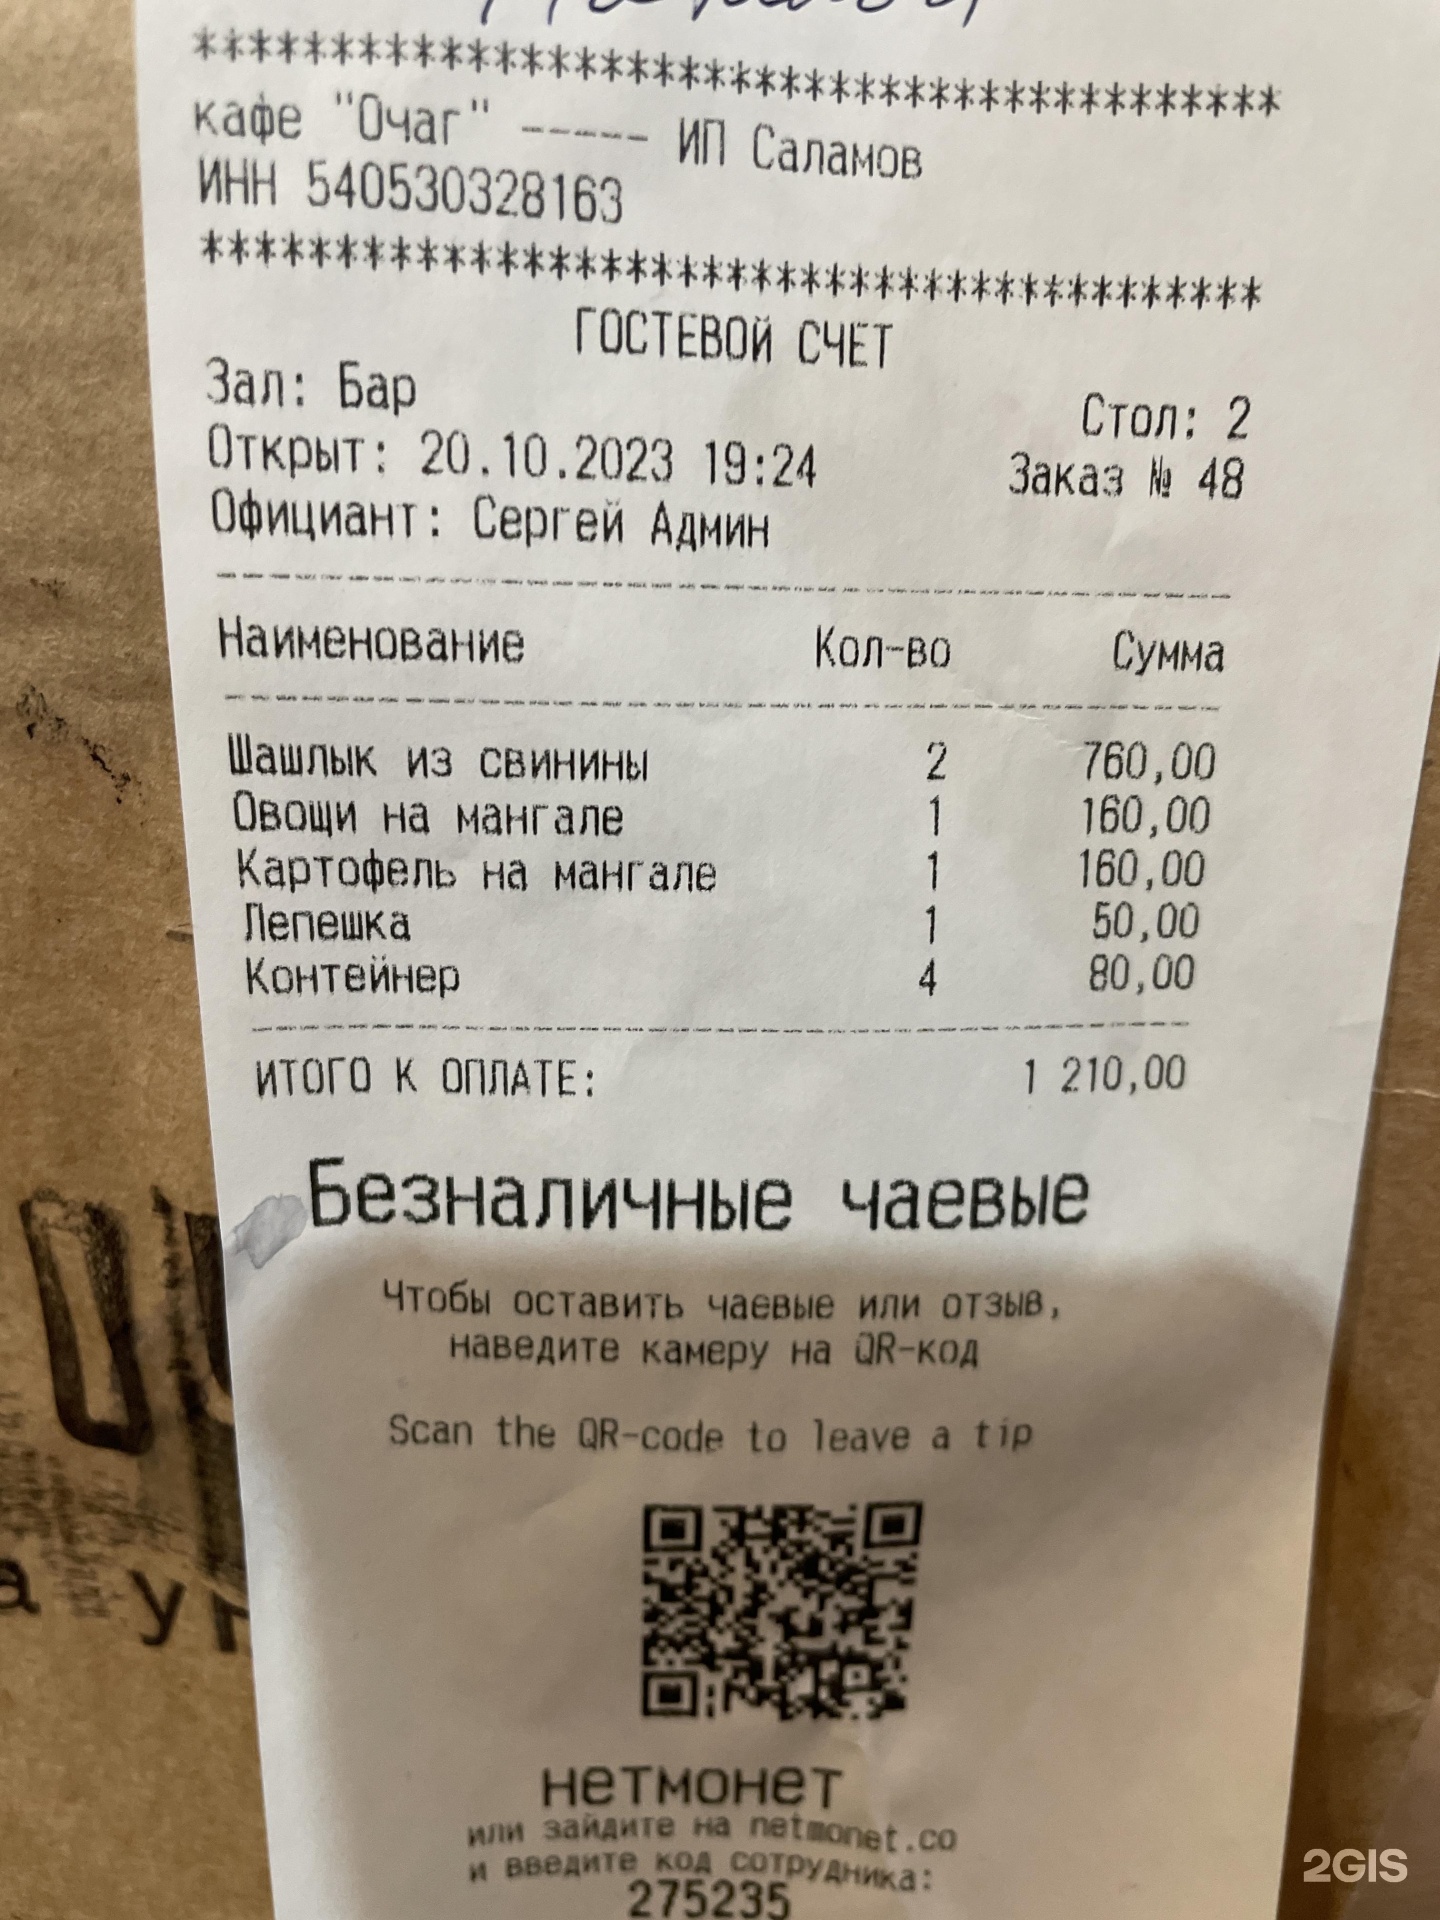 ****************************************
кафе "Очаг" ----- ИП Саламов
ИНН 540530328163
****************************************
ГОСТЕВОЙ СЧЕТ
Зал: Бар Стол: 2
Открыт: 20.10.2023 19:24 Заказ № 48
Официант: Сергей Админ
Наименование Кол-во Сумма
Шашлык из свинины 2 760,00
Овощи на мангале 1 160,00
Картофель на мангале 1 160,00
Лепешка 1 50,00
Контейнер 4 80,00
ИТОГО К ОПЛАТЕ: 1 210,00
Безналичные чаевые
Чтобы оставить чаевые или отзыв,
наведите камеру на QR-код
Scan the QR-code to leave a tip
нетмонет
или зайдите на netmonet.co
и введите код сотрудника:
275235
2GIS